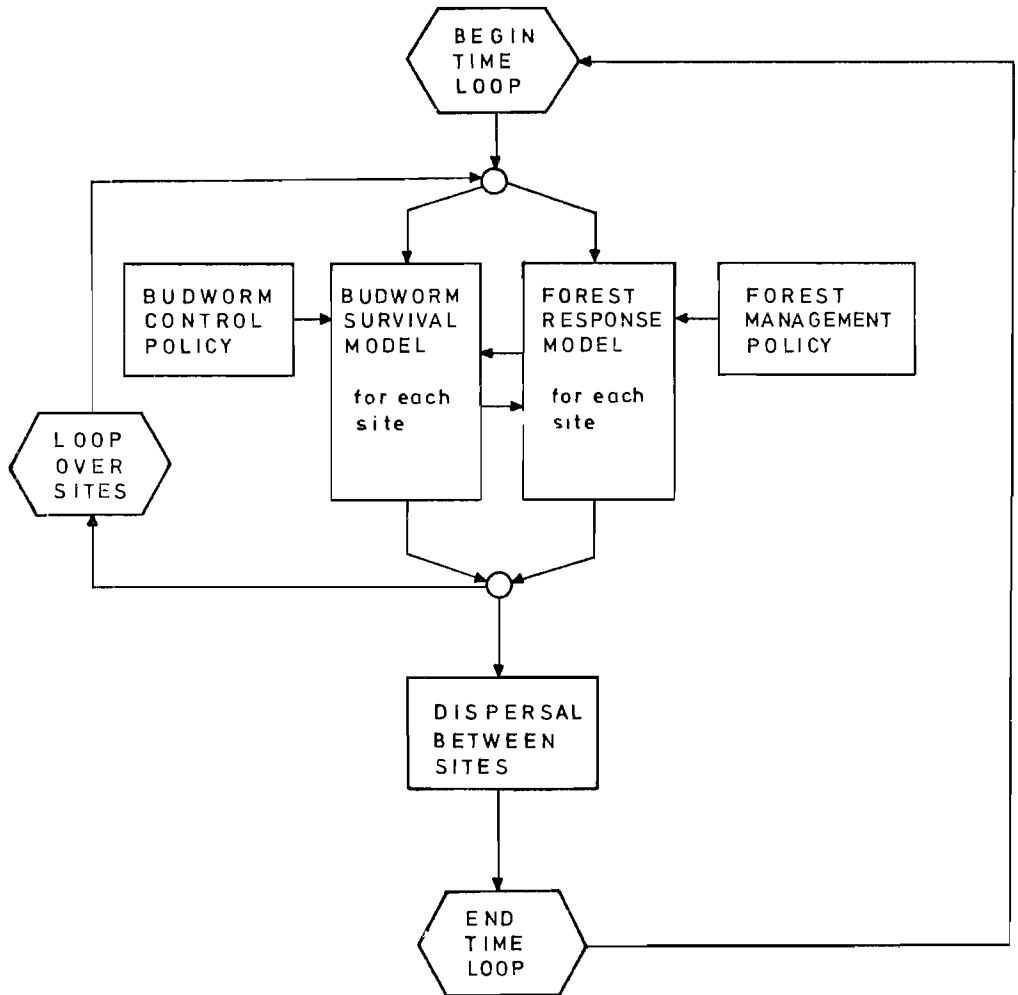 BEGIN
TIME
LOOP
BUDWORM
CONTROL
POLICY
BUDWORM
SURVIVAL
MODEL
for each
site
FOREST
RESPONSE
MODEL
for each
site
FOREST
MANAGEMENT
POLICY
LOOP
OVER
SITES
DISPERSAL
BETWEEN
SITES
END
TIME
LOOP